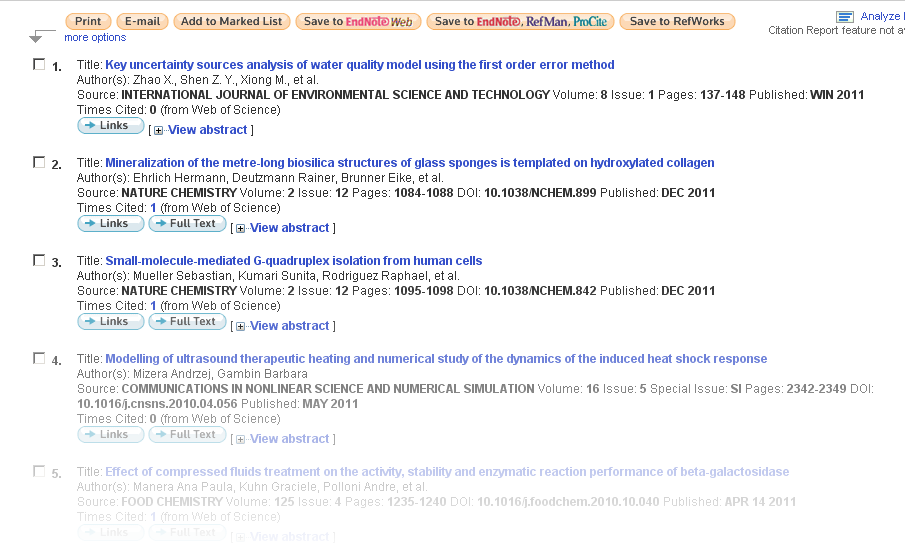 Print E-mail Add to Marked List Save to EndNote Web Save to EndNote, RefMan, ProCite Save to RefWorks
more options
Analyze
Citation Report feature not
1. Title: Key uncertainty sources analysis of water quality model using the first order error method
Author(s): Zhao X., Shen Z. Y., Xiong M., et al.
Source: INTERNATIONAL JOURNAL OF ENVIRONMENTAL SCIENCE AND TECHNOLOGY Volume: 8 Issue: 1 Pages: 137-148 Published: WIN 2011
Times Cited: 0 (from Web of Science)
Links [ View abstract ]
2. Title: Mineralization of the metre-long biosilica structures of glass sponges is templated on hydroxylated collagen
Author(s): Ehrlich Hermann, Deutzmann Rainer, Brunner Eike, et al.
Source: NATURE CHEMISTRY Volume: 2 Issue: 12 Pages: 1084-1088 DOI: 10.1038/NCHEM.899 Published: DEC 2011
Times Cited: 1 (from Web of Science)
Links Full Text [ View abstract ]
3. Title: Small-molecule-mediated G-quadruplex isolation from human cells
Author(s): Mueller Sebastian, Kumari Sunita, Rodriguez Raphael, et al.
Source: NATURE CHEMISTRY Volume: 2 Issue: 12 Pages: 1095-1098 DOI: 10.1038/NCHEM.842 Published: DEC 2011
Times Cited: 1 (from Web of Science)
Links Full Text [ View abstract ]
4. Title: Modelling of ultrasound therapeutic heating and numerical study of the dynamics of the induced heat shock response
Author(s): Mizera Andrzej, Gambin Barbara
Source: COMMUNICATIONS IN NONLINEAR SCIENCE AND NUMERICAL SIMULATION Volume: 16 Issue: 5 Special Issue: SI Pages: 2342-2349 DOI:
10.1016/j.cnsns.2010.04.056 Published: MAY 2011
Times Cited: 0 (from Web of Science)
Links Full Text [ View abstract ]
5. Title: Effect of compressed fluids treatment on the activity, stability and enzymatic reaction performance of beta-galactosidase
Author(s): Manera Ana Paula, Kuhn Graciele, Polloni Andre, et al.
Source: FOOD CHEMISTRY Volume: 125 Issue: 4 Pages: 1235-1240 DOI: 10.1016/j.foodchem.2010.10.040 Published: APR 14 2011
Times Cited: 1 (from Web of Science)
Links Full Text [ View abstract ]